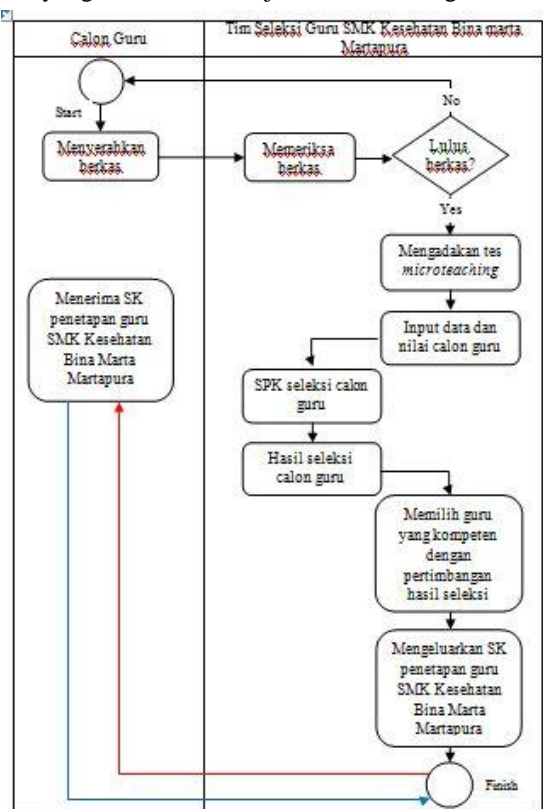 Calon Guru
Tim Seleksi Guru SMK Kesehatan Bina marta
Martapura
Start
No
Menyerahkan
berkas
Memeriksa
berkas
Lulus
berkas?
Yes
Mengadakan tes
microteaching
Menerima SK
penetapan guru
SMK Kesehatan
Bina Marta
Martapura
Input data dan
nilai calon guru
SPK seleksi calon
guru
Hasil seleksi
calon guru
Memilih guru
yang kompeten
dengan
pertimbangan
hasil seleksi
Mengeluarkan SK
penetapan guru
SMK Kesehatan
Bina Marta
Martapura
Finish